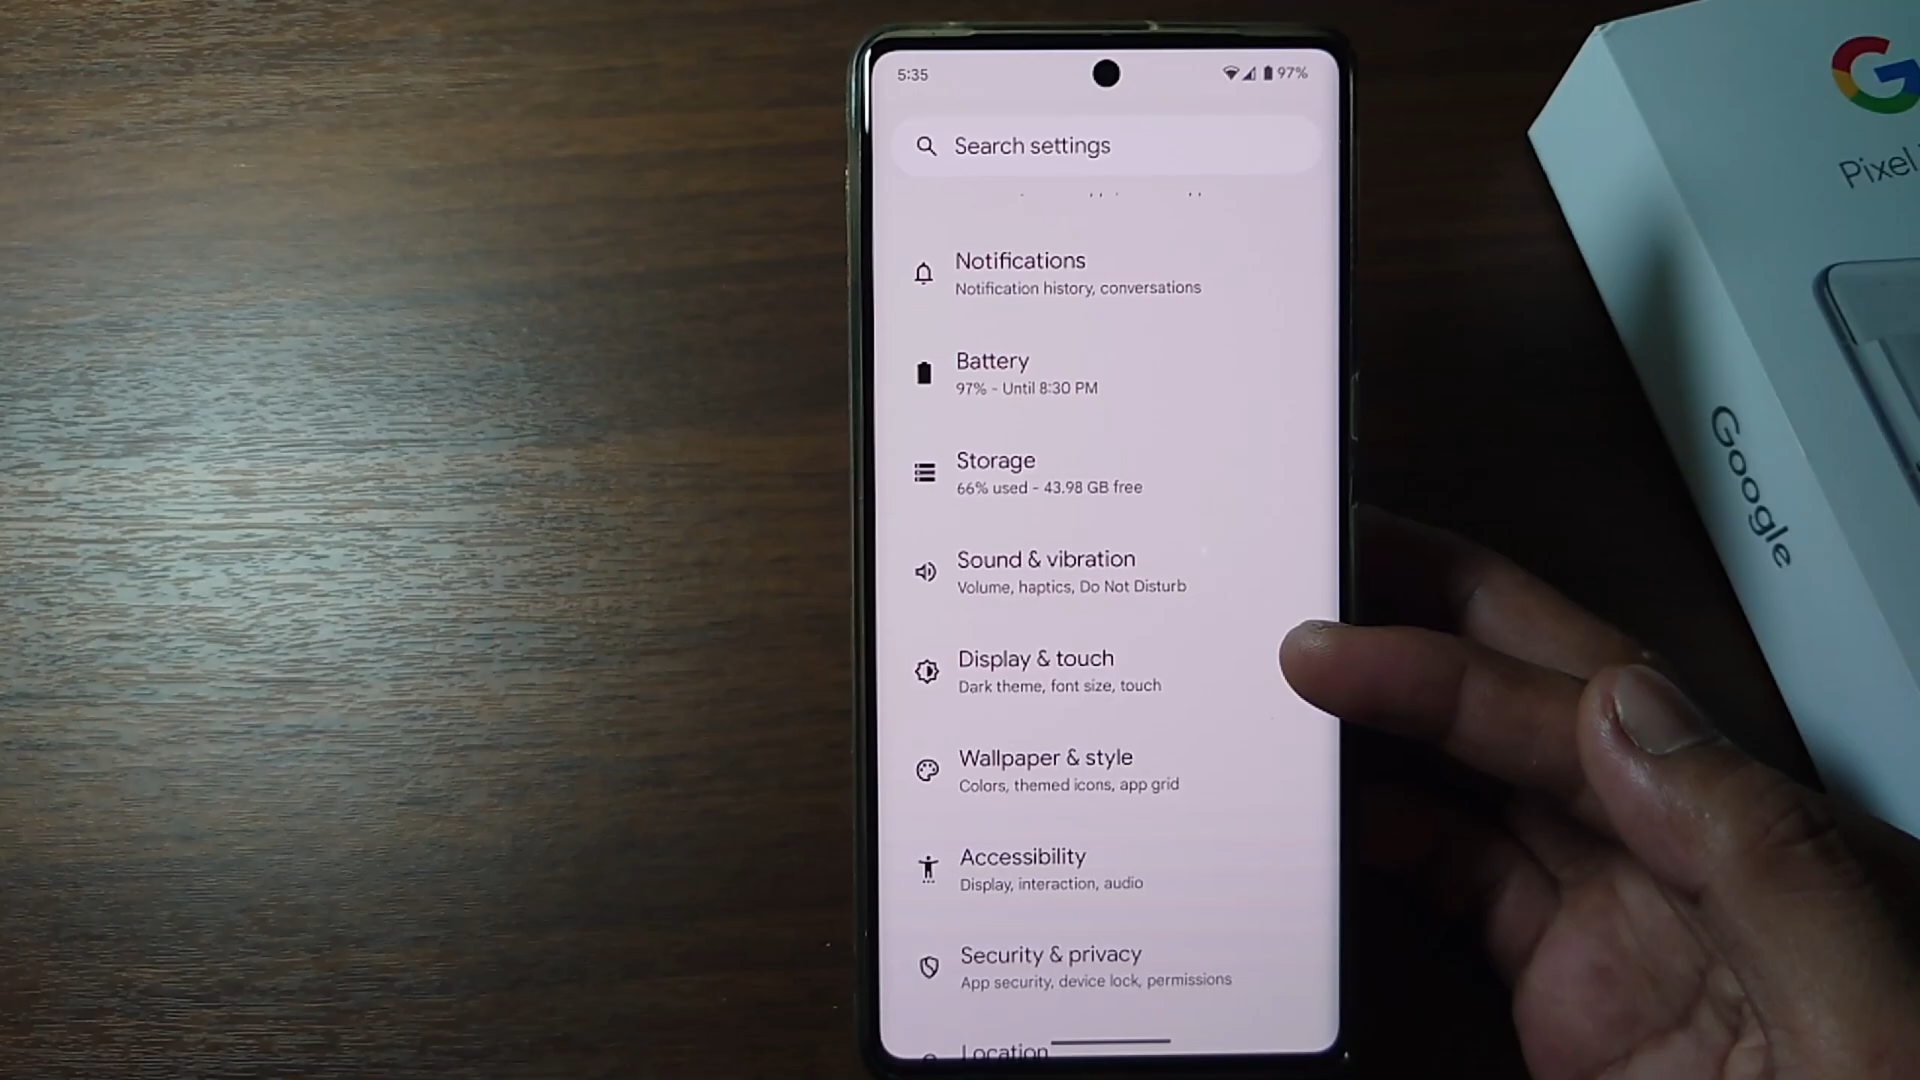 5:35
97%
Search settings
Notifications
Notification history, conversations
Battery
97% - Until 8:30 PM
Storage
66% used - 43.98 GB free
Sound & vibration
Volume, haptics, Do Not Disturb
Display & touch
Dark theme, font size, touch
Wallpaper & style
Colors, themed icons, app grid
Accessibility
Display, interaction, audio
Security & privacy
App security, device lock, permissions
Location
G
Pixel
Google